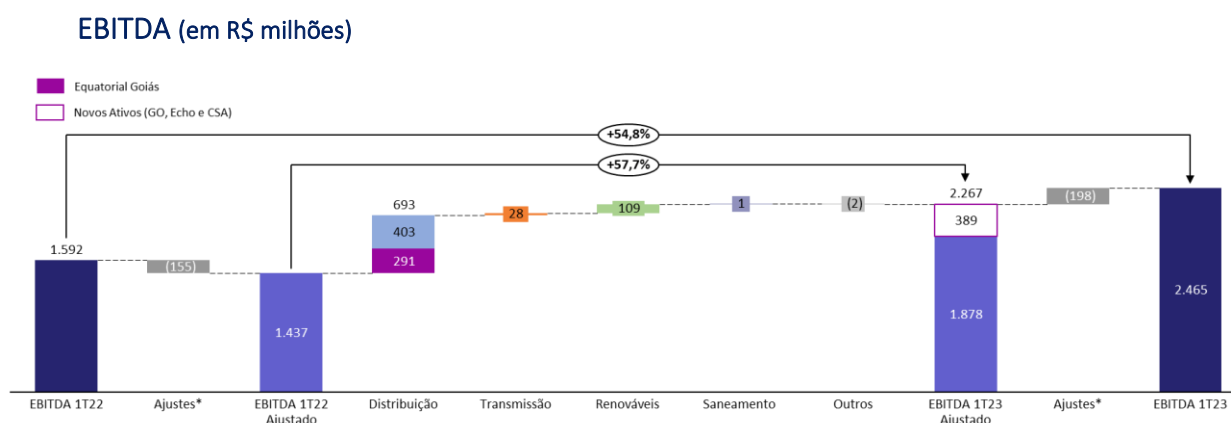 EBITDA (em R$ milhões)
Equatorial Goiás
Novos Ativos (GO, Echo e CSA)
+54,8%
+57,7%
693
2.267
(198)
28
109
1
(2)
403
389
1.592
(155)
291
2.465
1.437
1.878
EBITDA 1T22
Ajustes*
EBITDA 1T22
Ajustado
Distribuição
Transmissão
Renováveis
Saneamento
Outros
EBITDA 1T23
Ajustado
Ajustes*
EBITDA 1T23